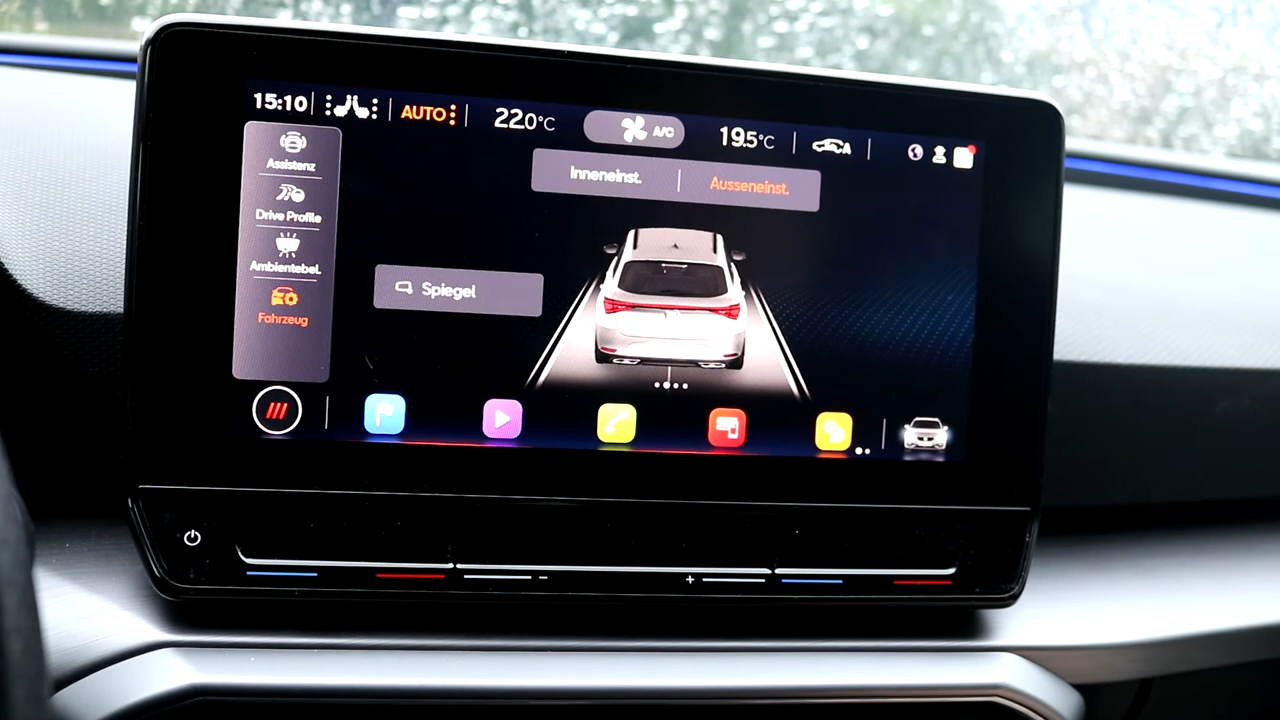 15:10 AUTO 22.0°C A/C 19.5°C A
Inneneinst. Ausseneinst.
Assistenz
Drive Profile
Ambientebel.
Fahrzeug
Spiegel
- +